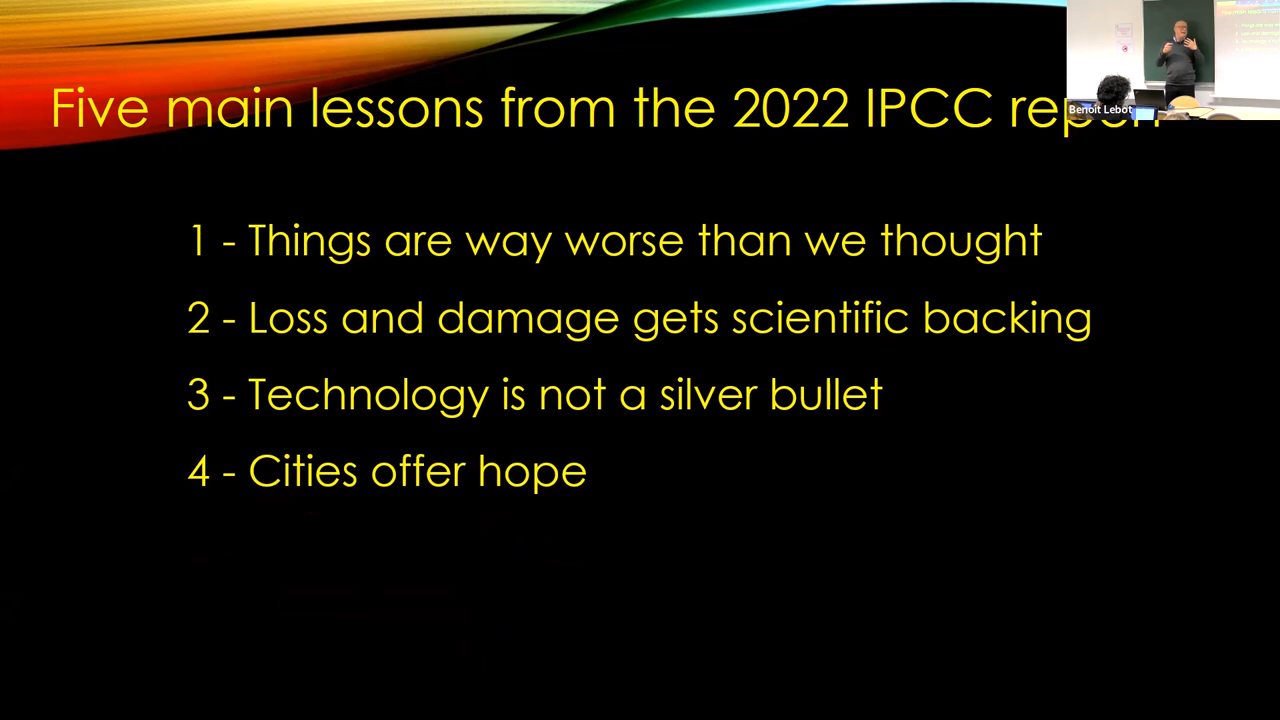 Five main lessons from the 2022 IPCC report
Benoit Lebot
1 - Things are way worse than we thought
2 - Loss and damage gets scientific backing
3 - Technology is not a silver bullet
4 - Cities offer hope